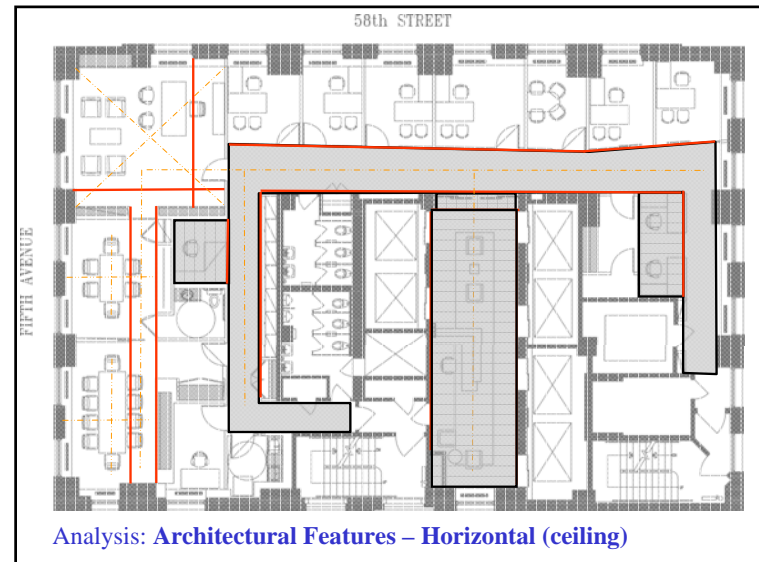 58th STREET
FIFTH AVENUE
Analysis: Architectural Features – Horizontal (ceiling)